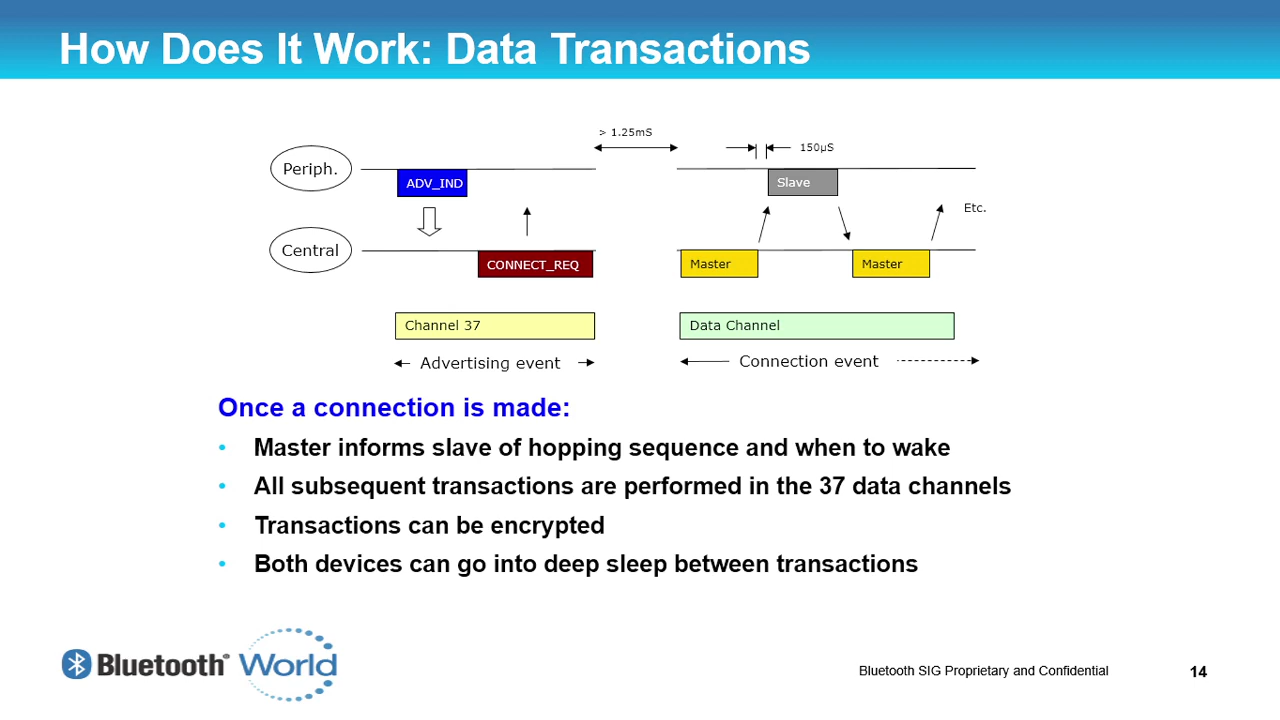 How Does It Work: Data Transactions
> 1.25mS
150µS
Periph.
ADV_IND
Slave
Etc.
Central
CONNECT_REQ
Master
Master
Channel 37
Data Channel
Advertising event
Connection event
Once a connection is made:
• Master informs slave of hopping sequence and when to wake
• All subsequent transactions are performed in the 37 data channels
• Transactions can be encrypted
• Both devices can go into deep sleep between transactions
Bluetooth® World
Bluetooth SIG Proprietary and Confidential
14